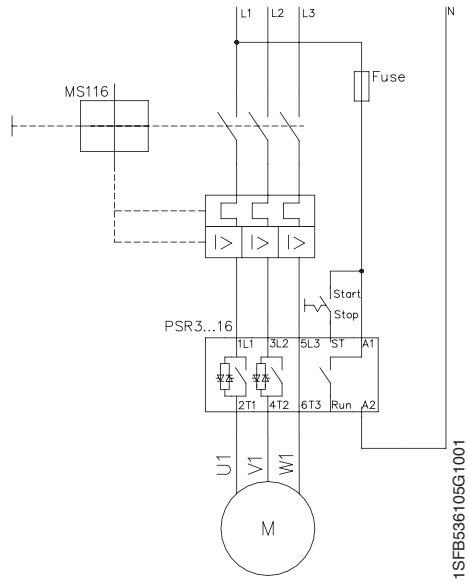 L1 L2 L3 N
Fuse
MS116
I> I> I>
Start
Stop
PSR3...16
1L1 3L2 5L3 ST A1
2T1 4T2 6T3 Run A2
U1 V1 W1
M
1SFB536105G1001